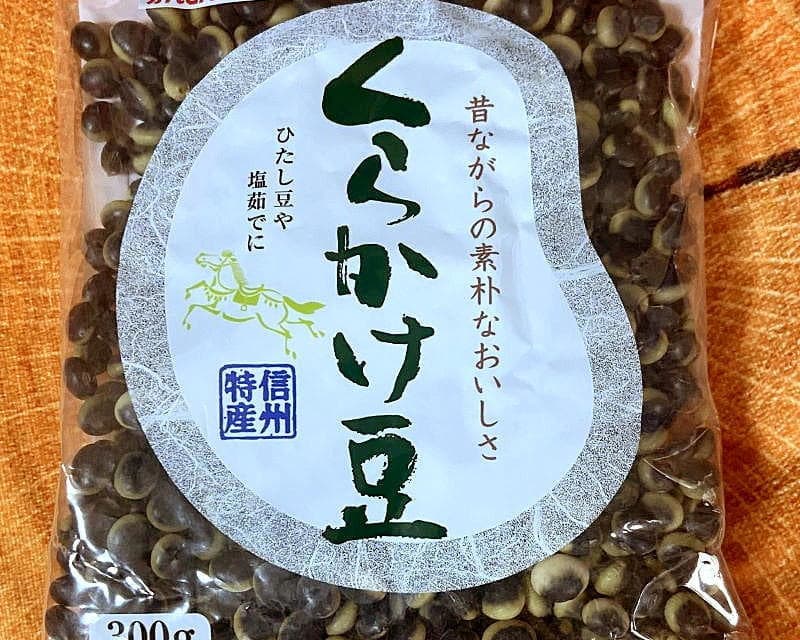 昔ながらの素朴なおいしさ
くらかけ豆
ひたし豆や
塩茹でに
信州
特産
300g